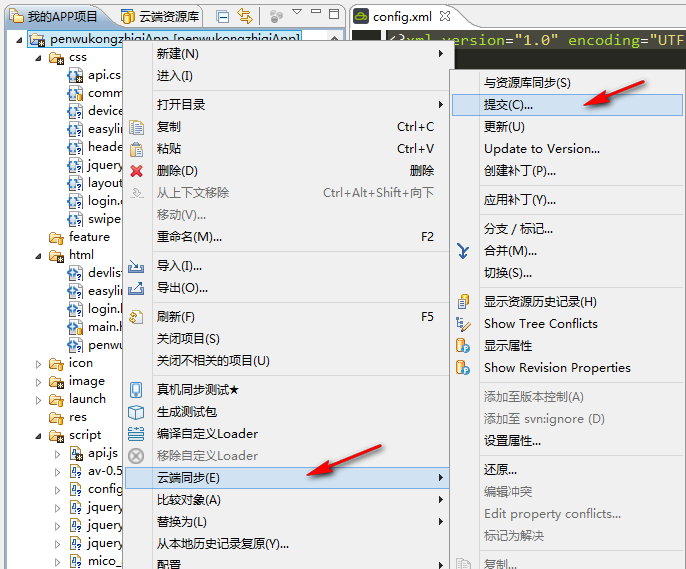 我的APP项目
云端资源库
config.xml
penwukongzhiqiApp [penwukongzhiqiApp]
<?xml version="1.0" encoding="UTF
css
api.cs
comm
device
easylin
heade
jquery
layout
login.c
swipe
feature
html
devlist
easylin
login.h
main.h
penwu
icon
image
launch
res
script
api.js
av-0.5
config
jquery
jquery
jquery
mico_
新建(N)
进入(I)
打开目录
复制 Ctrl+C
粘贴 Ctrl+V
删除(D) 删除
从上下文移除 Ctrl+Alt+Shift+向下
移动(V)...
重命名(M)... F2
导入(I)...
导出(O)...
刷新(F) F5
关闭项目(S)
关闭不相关的项目(U)
真机同步测试★
生成测试包
编译自定义Loader
移除自定义Loader
云端同步(E)
比较对象(A)
替换为(L)
从本地历史记录复原(Y)...
配置
与资源库同步(S)
提交(C)...
更新(U)
Update to Version...
创建补丁(P)...
应用补丁(Y)...
分支 / 标记...
合并(M)...
切换(S)...
显示资源历史记录(H)
Show Tree Conflicts
显示属性
Show Revision Properties
添加至版本控制(A)
添加至 svn:ignore (D)
设置属性...
还原...
编辑冲突
Edit property conflicts...
标记为解决
复制...